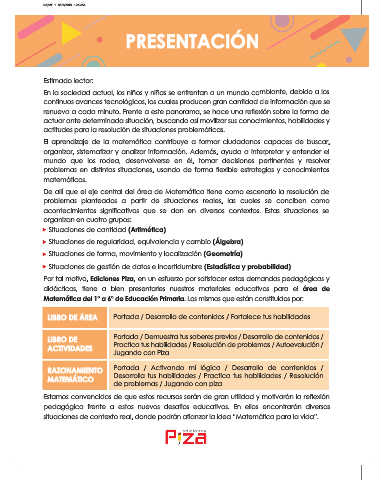 PRESENTACIÓN
Estimado lector:
En la sociedad actual, los niños y niñas se enfrentan a un mundo cambiante, debido a los
continuos avances tecnológicos, los cuales producen gran cantidad de información que se
renueva a cada minuto. Frente a este panorama, se hace una reflexión sobre la forma de
actuar ante determinada situación, buscando así movilizar sus conocimientos, habilidades y
actitudes para la resolución de situaciones problemáticas.
El aprendizaje de la matemática contribuye a formar ciudadanos capaces de buscar,
organizar, sistematizar y analizar información. Además, ayuda a interpretar y entender el
mundo que los rodea, desenvolverse en él, tomar decisiones pertinentes y resolver
problemas en distintas situaciones, usando de forma flexible estrategias y conocimientos
matemáticos.
De allí que el eje central del área de Matemática tiene como escenario la resolución de
problemas planteados a partir de situaciones reales, las cuales se conciben como
acontecimientos significativos que se dan en diversos contextos. Estas situaciones se
organizan en cuatro grupos:
Situaciones de cantidad (Aritmética)
Situaciones de regularidad, equivalencia y cambio (Álgebra)
Situaciones de forma, movimiento y localización (Geometría)
Situaciones de gestión de datos e incertidumbre (Estadística y probabilidad)
Por tal motivo, Ediciones Piza, en un esfuerzo por satisfacer estas demandas pedagógicas y
didácticas, tiene a bien presentarles nuestros materiales educativos para el área de
Matemática del 1° a 6° de Educación Primaria. Los mismos que están constituidos por:
LIBRO DE ÁREA
Portada / Desarrollo de contenidos / Fortalece tus habilidades
LIBRO DE
ACTIVIDADES
Portada / Demuestra tus saberes previos / Desarrollo de contenidos /
Practica tus habilidades / Resolución de problemas / Autoevalúación /
Jugando con Piza
RAZONAMIENTO
MATEMÁTICO
Portada / Activando mi lógica / Desarrollo de contenidos /
Desarrolla tus habilidades / Practica tus habilidades / Resolución
de problemas / Jugando con piza
Estamos convencidos de que estos recursos serán de gran utilidad y motivarán la reflexión
pedagógica frente a estos nuevos desafíos educativos. En ellos encontrarán diversas
situaciones de contexto real, donde podrán afianzar la idea "Matemática para la vida".
Piza